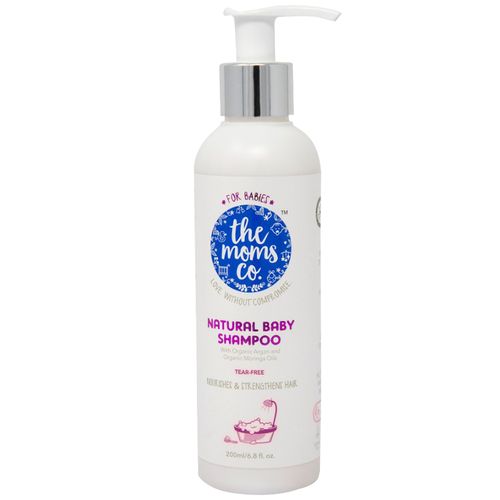 FOR BABIES
TM
the
moms
co.
LOVE WITHOUT COMPROMISE
NATURAL BABY
SHAMPOO
With Organic Argan and
Organic Moringa Oils
TEAR-FREE
NOURISHES & STRENGTHENS HAIR
200ml/6.8 fl. oz.